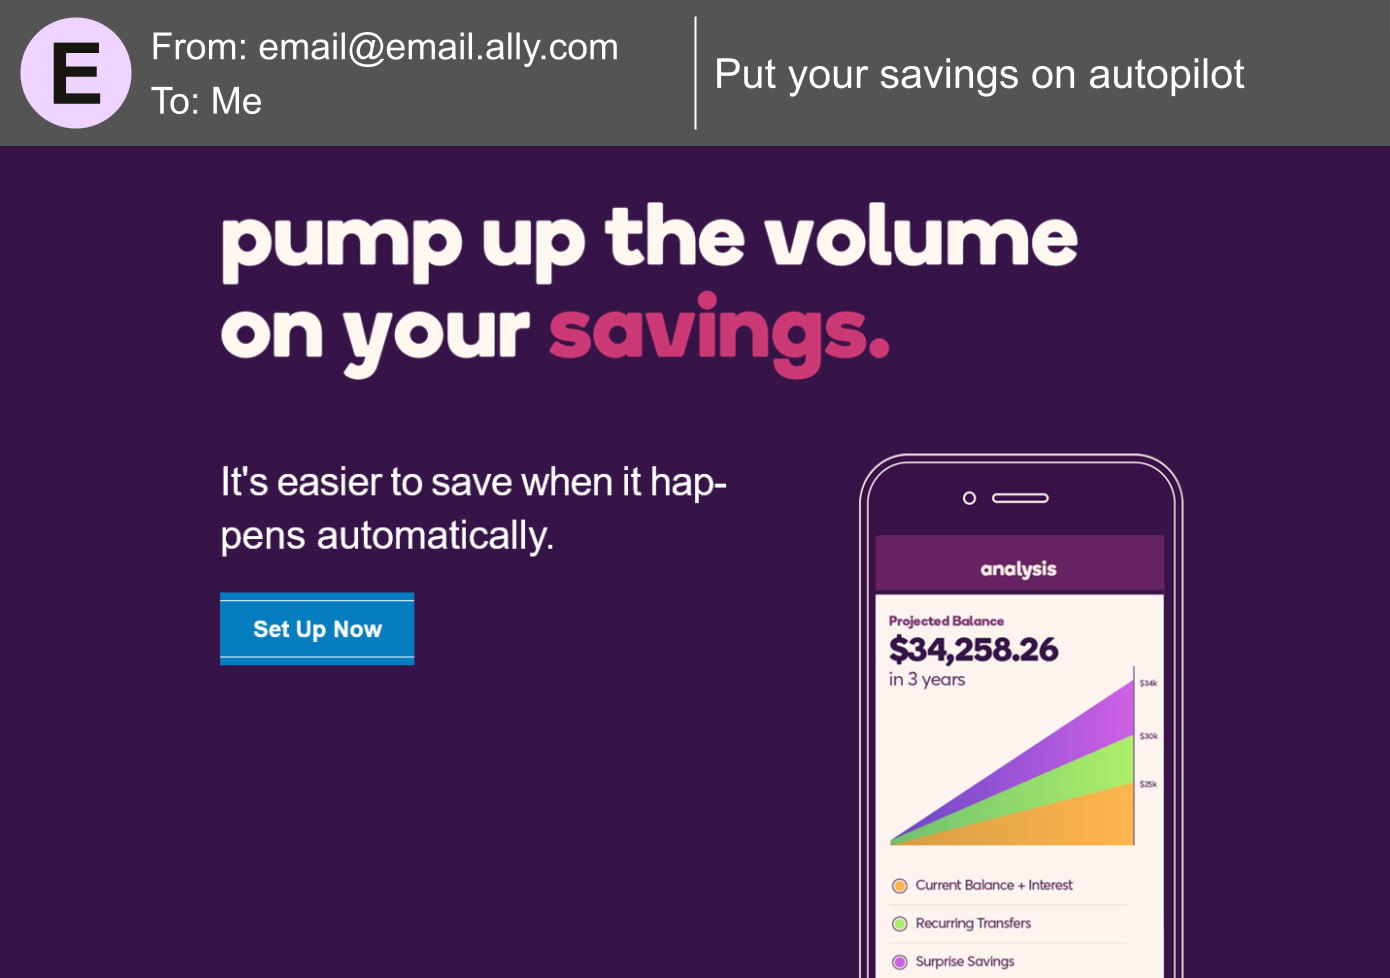 E
From: email@email.ally.com
To: Me
Put your savings on autopilot
pump up the volume
on your savings.
It's easier to save when it hap-
pens automatically.
Set Up Now
analysis
Projected Balance
$34,258.26
in 3 years
$34k
$30k
$25k
Current Balance + Interest
Recurring Transfers
Surprise Savings